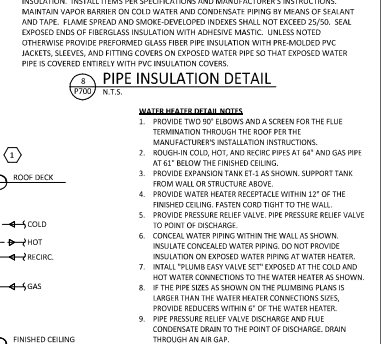 INSULATION. INSTALL ITEMS PER SPECIFICATIONS AND MANUFACTURER'S INSTRUCTIONS.
MAINTAIN VAPOR BARRIER ON COLD WATER AND CONDENSATE PIPING BY MEANS OF SEALANT
AND TAPE. FLAME SPREAD AND SMOKE-DEVELOPED INDEXES SHALL NOT EXCEED 25/50. SEAL
EXPOSED ENDS OF FIBERGLASS INSULATION WITH ADHESIVE MASTIC. UNLESS NOTED
OTHERWISE PROVIDE PREFORMED GLASS FIBER PIPE INSULATION WITH PRE-MOLDED PVC
JACKETS, SLEEVES, AND FITTING COVERS ON EXPOSED WATER PIPE SO THAT EXPOSED WATER
PIPE IS COVERED ENTIRELY WITH PVC INSULATION COVERS.
8
P700
PIPE INSULATION DETAIL
N.T.S.
WATER HEATER DETAIL NOTES
1. PROVIDE TWO 90° ELBOWS AND A SCREEN FOR THE FLUE
TERMINATION THROUGH THE ROOF PER THE
MANUFACTURER'S INSTALLATION INSTRUCTIONS.
2. ROUGH-IN COLD, HOT, AND RECIRC PIPES AT 64" AND GAS PIPE
AT 61" BELOW THE FINISHED CEILING.
3. PROVIDE EXPANSION TANK ET-1 AS SHOWN. SUPPORT TANK
FROM WALL OR STRUCTURE ABOVE.
4. PROVIDE WATER HEATER RECEPTACLE WITHIN 12" OF THE
FINISHED CEILING. FASTEN CORD TIGHT TO THE WALL.
5. PROVIDE PRESSURE RELIEF VALVE. PIPE PRESSURE RELIEF VALVE
TO POINT OF DISCHARGE.
6. CONCEAL WATER PIPING WITHIN THE WALL AS SHOWN.
INSULATE CONCEALED WATER PIPING. DO NOT PROVIDE
INSULATION ON EXPOSED WATER PIPING AT WATER HEATER.
7. INTALL "PLUMB EASY VALVE SET" EXPOSED AT THE COLD AND
HOT WATER CONNECTIONS TO THE WATER HEATER AS SHOWN.
8. IF THE PIPE SIZES AS SHOWN ON THE PLUMBING PLANS IS
LARGER THAN THE WATER HEATER CONNECTIONS SIZES,
PROVIDE REDUCERS WITHIN 6" OF THE WATER HEATER.
9. PIPE PRESSURE RELIEF VALVE DISCHARGE AND FLUE
CONDENSATE DRAIN TO THE POINT OF DISCHARGE. DRAIN
THROUGH AN AIR GAP.
1
ROOF DECK
COLD
HOT
RECIRC.
GAS
FINISHED CEILING